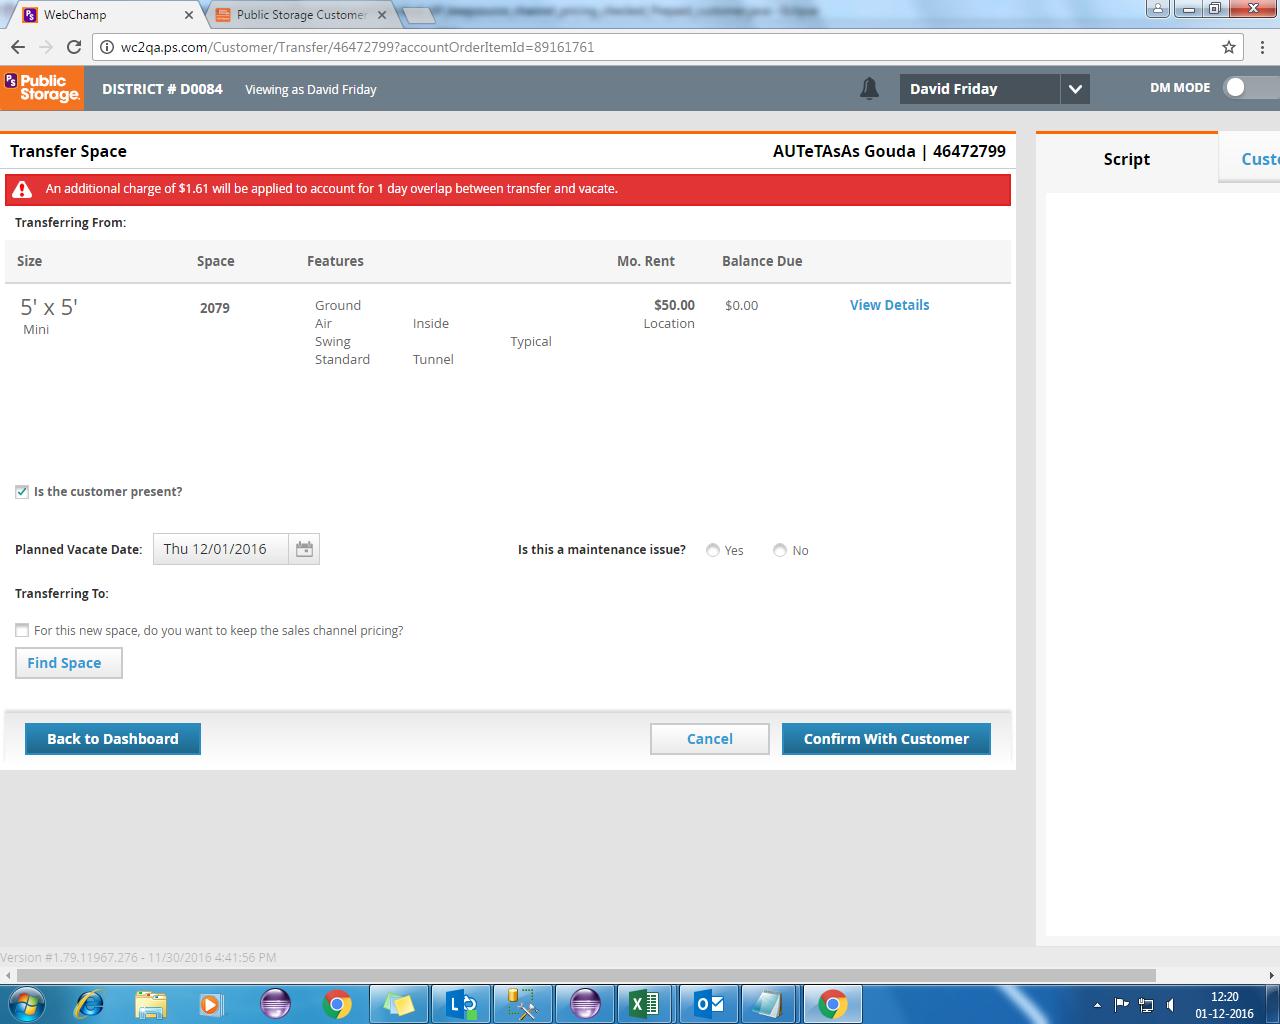 WebChamp
Public Storage Customer
wc2qa.ps.com/Customer/Transfer/46472799?accountOrderItemId=89161761
PS Public Storage.
DISTRICT # D0084
Viewing as David Friday
David Friday
DM MODE
Transfer Space
AUTeTAsAs Gouda | 46472799
Script
Custo
An additional charge of $1.61 will be applied to account for 1 day overlap between transfer and vacate.
Transferring From:
Size Space Features Mo. Rent Balance Due
5' x 5' 2079 Ground $50.00 $0.00 View Details
Mini Air Inside Location
Swing Typical
Standard Tunnel
Is the customer present?
Planned Vacate Date: Thu 12/01/2016 Is this a maintenance issue? Yes No
Transferring To:
For this new space, do you want to keep the sales channel pricing?
Find Space
Back to Dashboard Cancel Confirm With Customer
Version #1.79.11967.276 - 11/30/2016 4:41:56 PM
12:20
01-12-2016